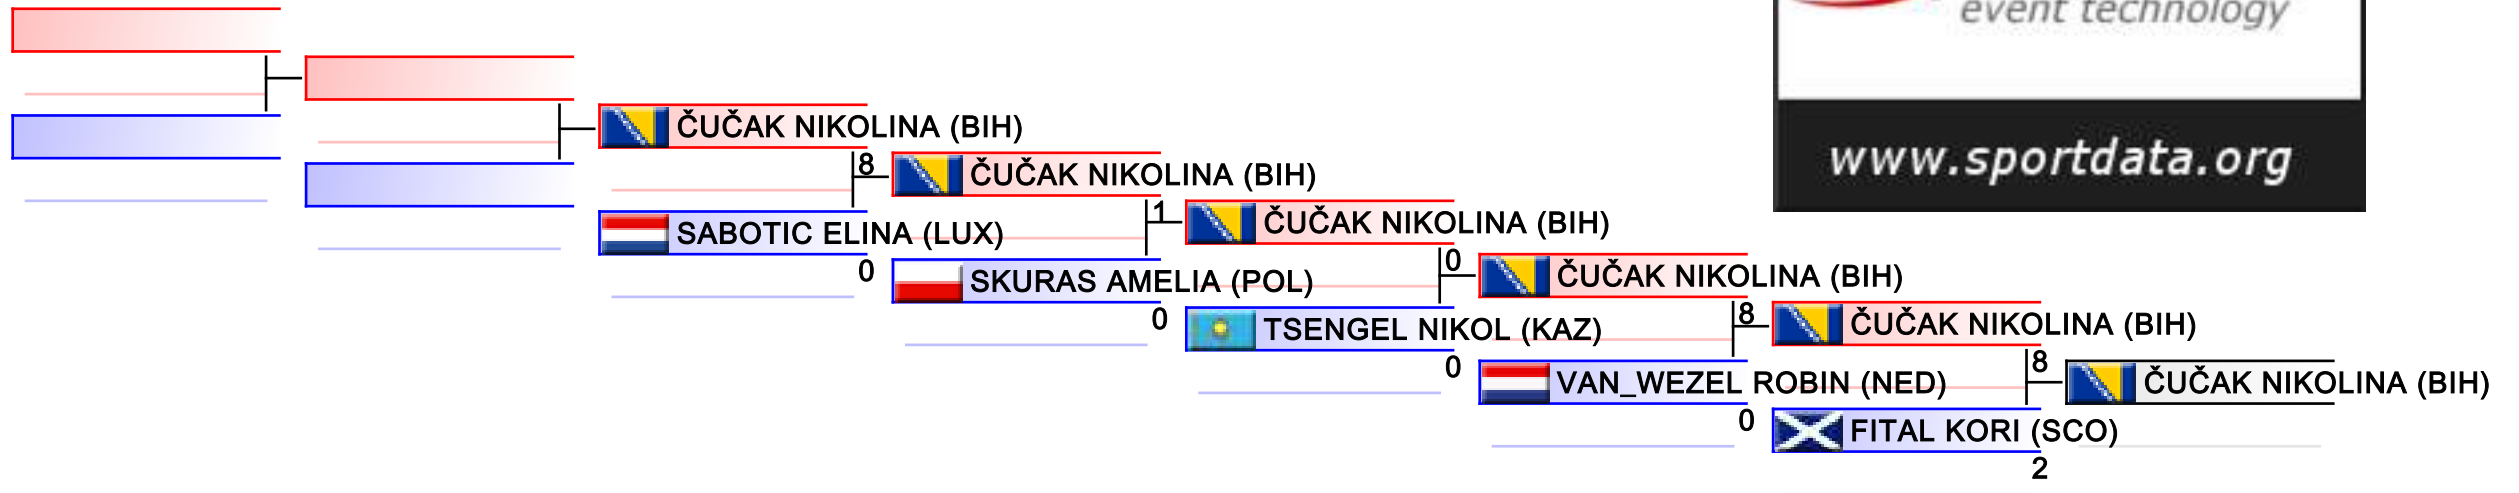 event technology
www.sportdata.org
ČUČAK NIKOLINA (BIH)
8
ČUČAK NIKOLINA (BIH)
SABOTIC ELINA (LUX)
0
1
ČUČAK NIKOLINA (BIH)
SKURAS AMELIA (POL)
0
0
ČUČAK NIKOLINA (BIH)
TSENGEL NIKOL (KAZ)
0
8
ČUČAK NIKOLINA (BIH)
VAN_WEZEL ROBIN (NED)
0
8
ČUČAK NIKOLINA (BIH)
FITAL KORI (SCO)
2